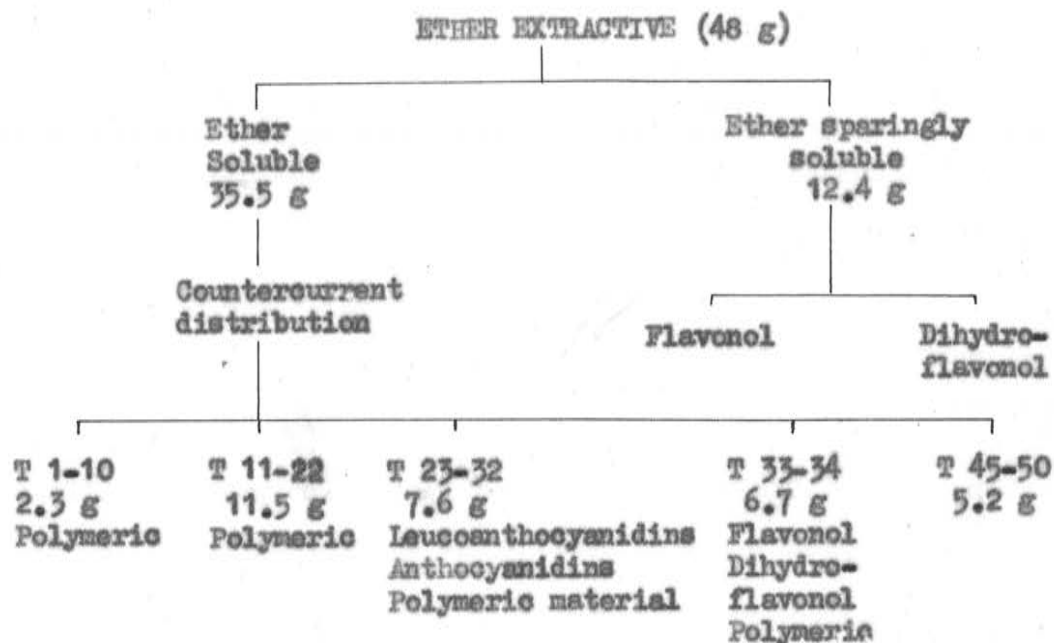 ETHER EXTRACTIVE (48 g)
Ether
Soluble
35.5 g
Ether sparingly
soluble
12.4 g
Countercurrent
distribution
Flavonol
Dihydro-
flavonol
T 1-10
2.3 g
Polymeric
T 11-22
11.5 g
Polymeric
T 23-32
7.6 g
Leucoanthocyanidins
Anthocyanidins
Polymeric material
T 33-34
6.7 g
Flavonol
Dihydro-
flavonol
Polymeric
T 45-50
5.2 g